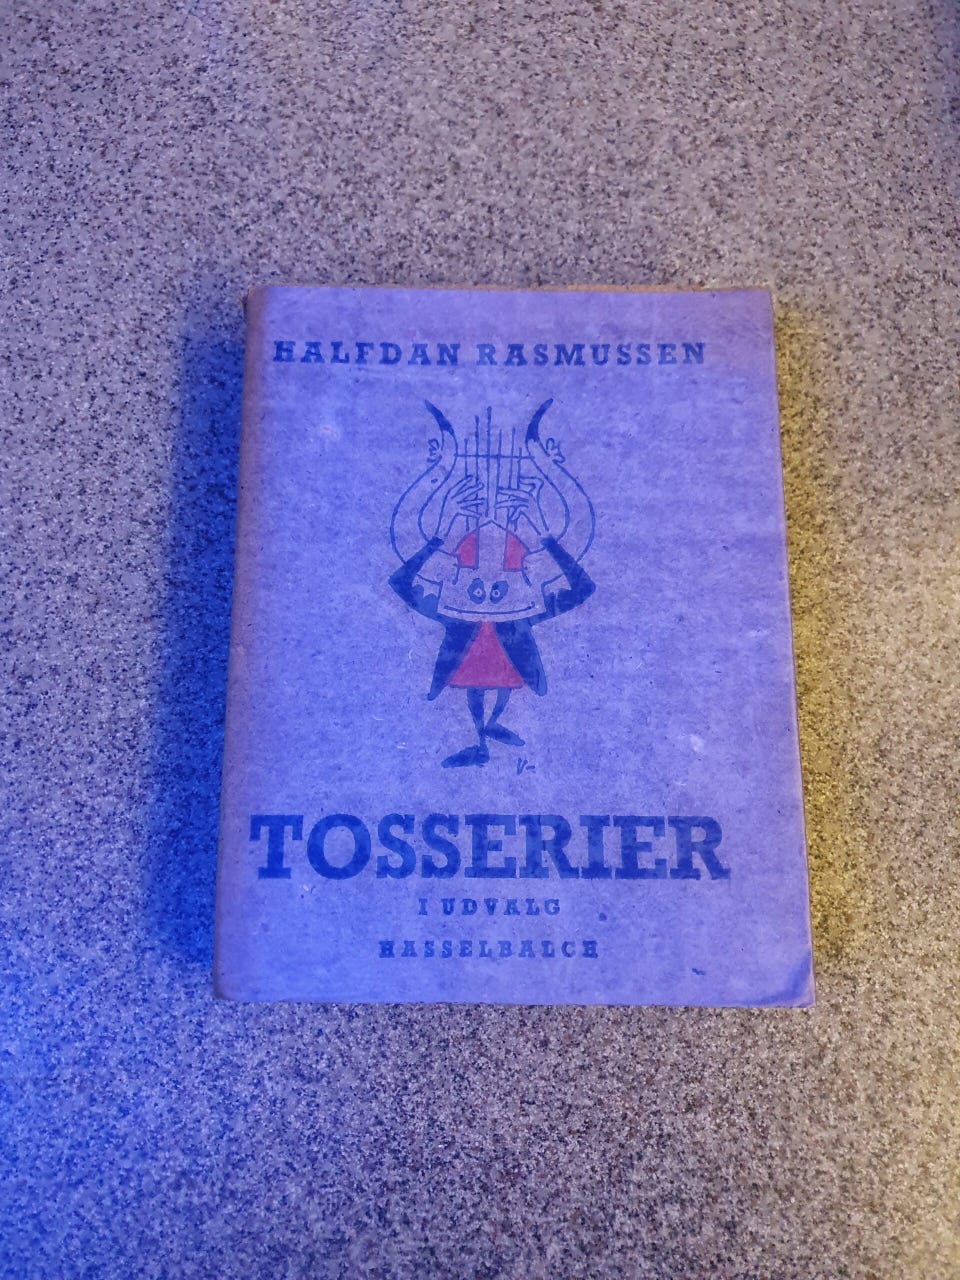 HALFDAN RASMUSSEN
V-
TOSSERIER
I UDVALG
HASSELBALCH